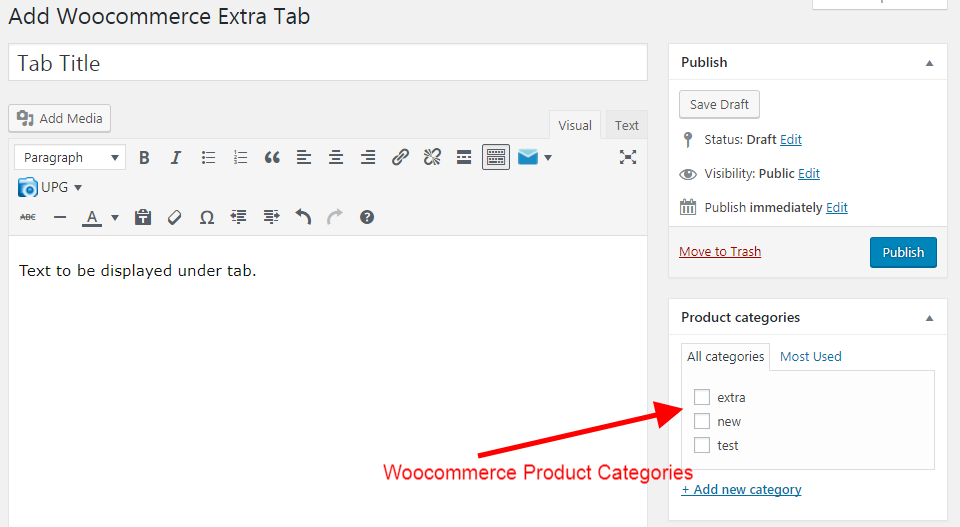 Add Woocommerce Extra Tab
Tab Title
Add Media
Visual
Text
Paragraph
B
I
UPG
ABC
A
Ω
Text to be displayed under tab.
Publish
Save Draft
Status: Draft Edit
Visibility: Public Edit
Publish immediately Edit
Move to Trash
Publish
Product categories
All categories
Most Used
extra
new
test
Woocommerce Product Categories
+ Add new category